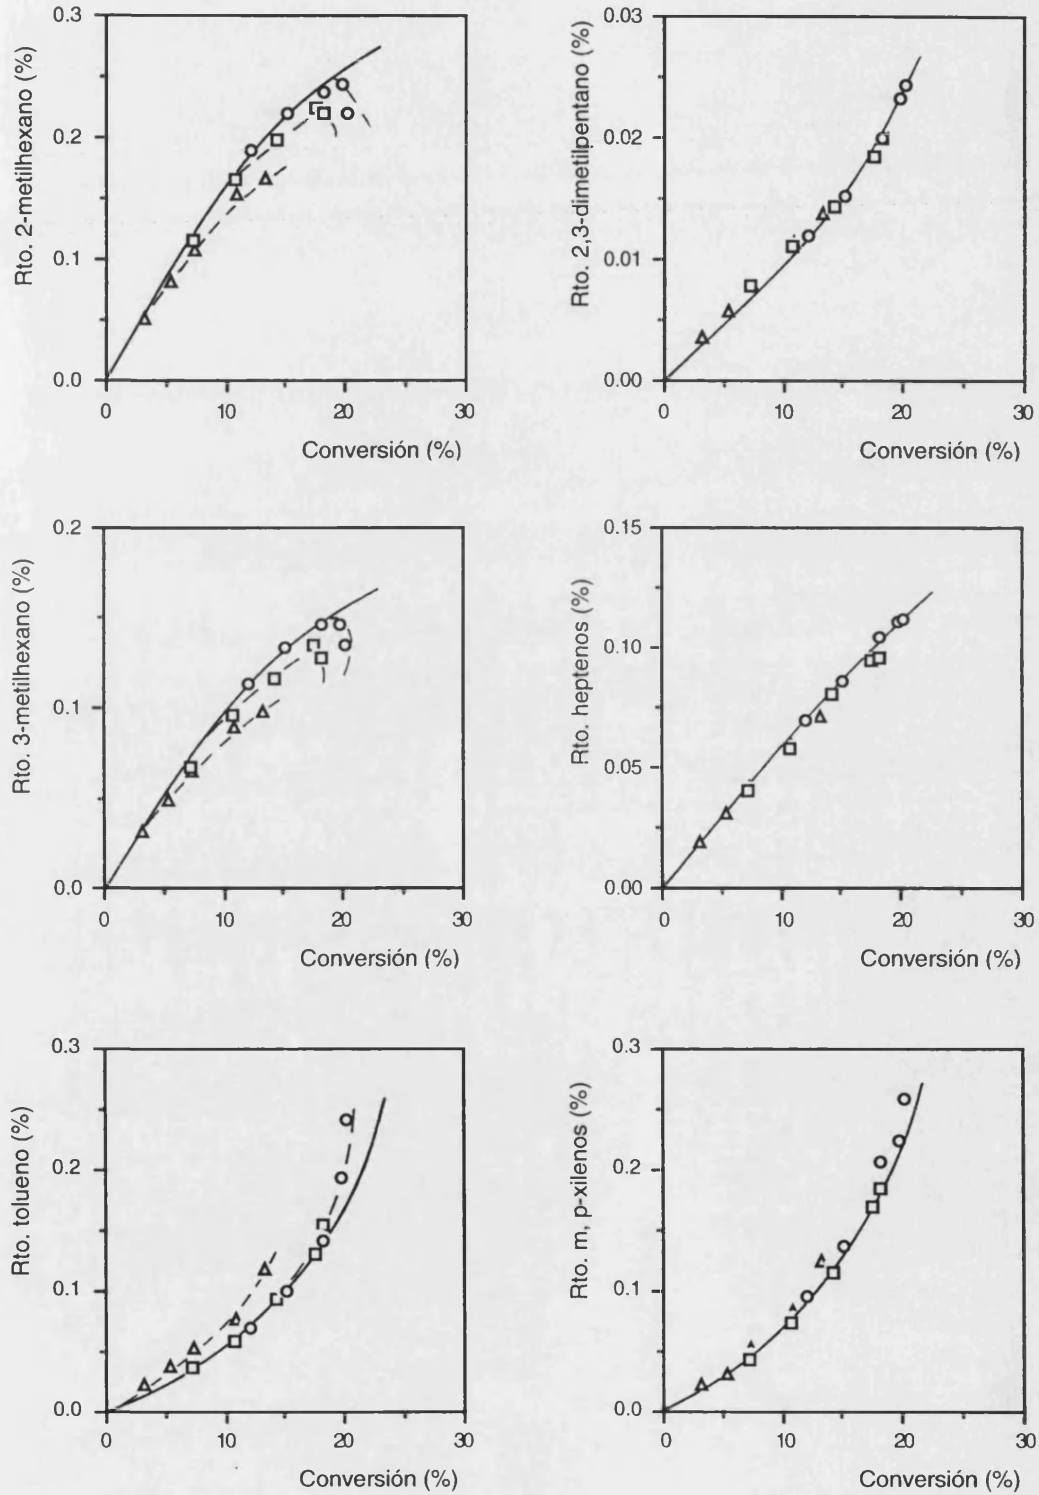 Rto. 2-metilhexano (%)
0.3
0.2
0.1
0.0
0 10 20 30
Conversión (%)
Rto. 2,3-dimetilpentano (%)
0.03
0.02
0.01
0.00
0 10 20 30
Conversión (%)
Rto. 3-metilhexano (%)
0.2
0.1
0.0
0 10 20 30
Conversión (%)
Rto. heptenos (%)
0.15
0.10
0.05
0.00
0 10 20 30
Conversión (%)
Rto. tolueno (%)
0.3
0.2
0.1
0.0
0 10 20 30
Conversión (%)
Rto. m, p-xilenos (%)
0.3
0.2
0.1
0.0
0 10 20 30
Conversión (%)